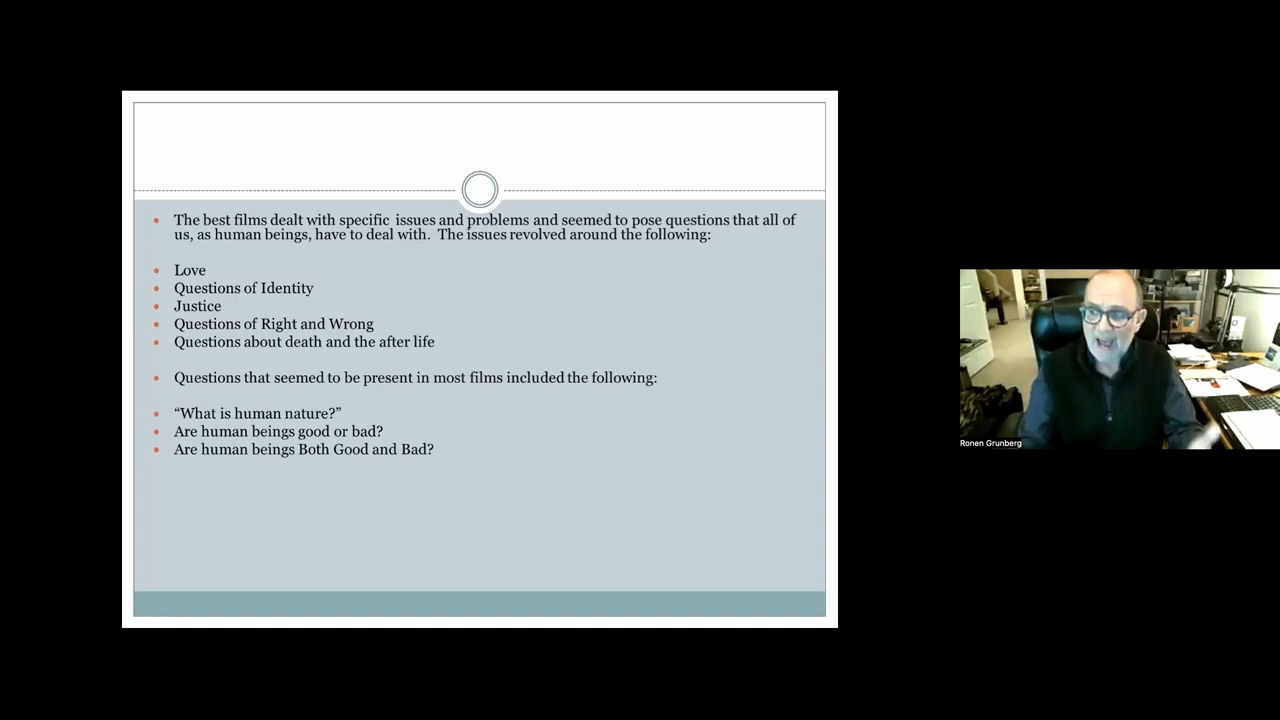 The best films dealt with specific issues and problems and seemed to pose questions that all of
us, as human beings, have to deal with. The issues revolved around the following:
Love
Questions of Identity
Justice
Questions of Right and Wrong
Questions about death and the after life
Questions that seemed to be present in most films included the following:
“What is human nature?”
Are human beings good or bad?
Are human beings Both Good and Bad?
Ronen Grunberg